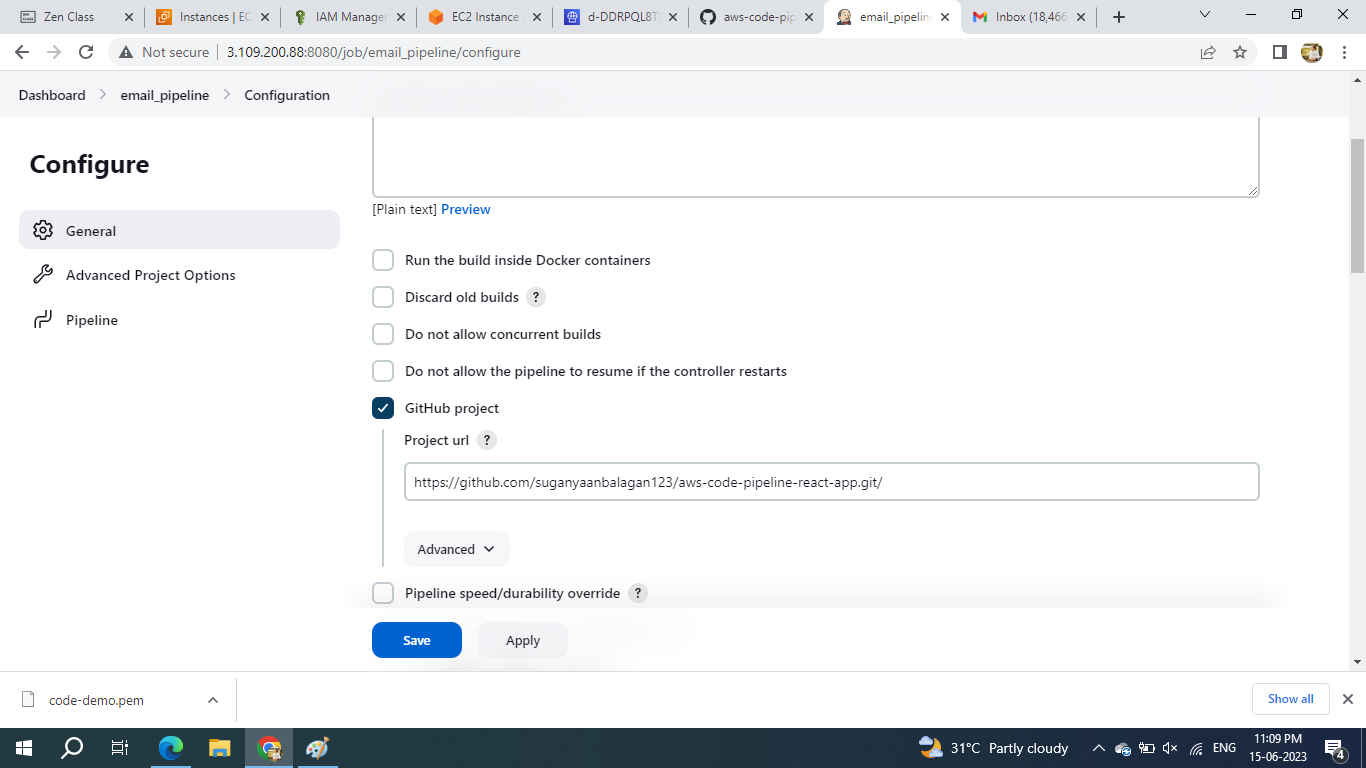 Zen Class
Instances | EC
IAM Manager
EC2 Instance
d-DDRPQL8T
aws-code-pip
email_pipelin
Inbox (18,466
Not secure
3.109.200.88:8080/job/email_pipeline/configure
Dashboard
email_pipeline
Configuration
Configure
General
Advanced Project Options
Pipeline
[Plain text] Preview
Run the build inside Docker containers
Discard old builds ?
Do not allow concurrent builds
Do not allow the pipeline to resume if the controller restarts
GitHub project
Project url ?
https://github.com/suganyaanbalagan123/aws-code-pipeline-react-app.git/
Advanced
Pipeline speed/durability override ?
Save
Apply
code-demo.pem
Show all
31°C Partly cloudy
ENG
11:09 PM
15-06-2023
4